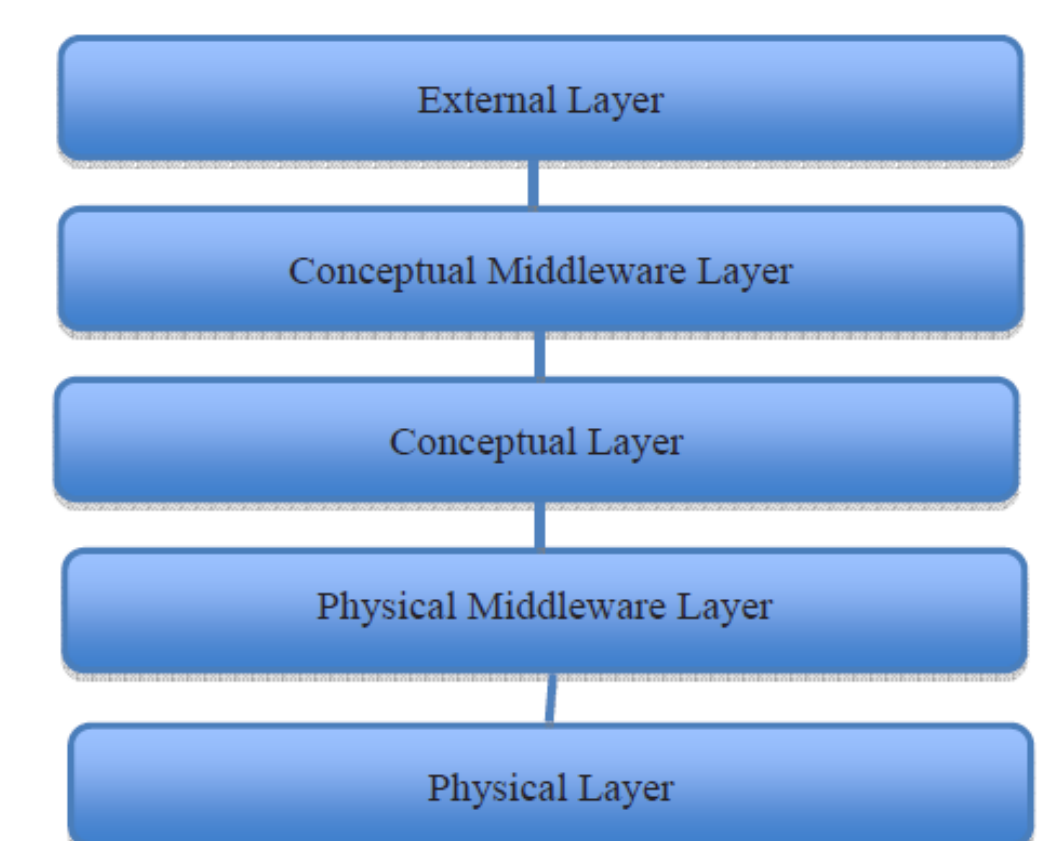 External Layer
Conceptual Middleware Layer
Conceptual Layer
Physical Middleware Layer
Physical Layer